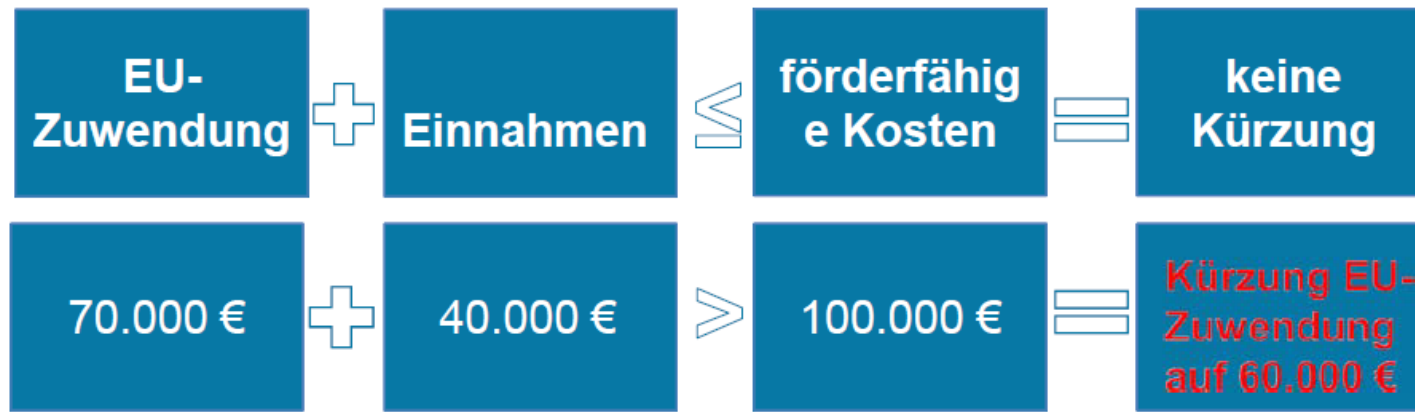 EU-
Zuwendung
+
Einnahmen
≤
förderfähig
e Kosten
=
keine
Kürzung
70.000 €
+
40.000 €
>
100.000 €
=
Kürzung EU-
Zuwendung
auf 60.000 €